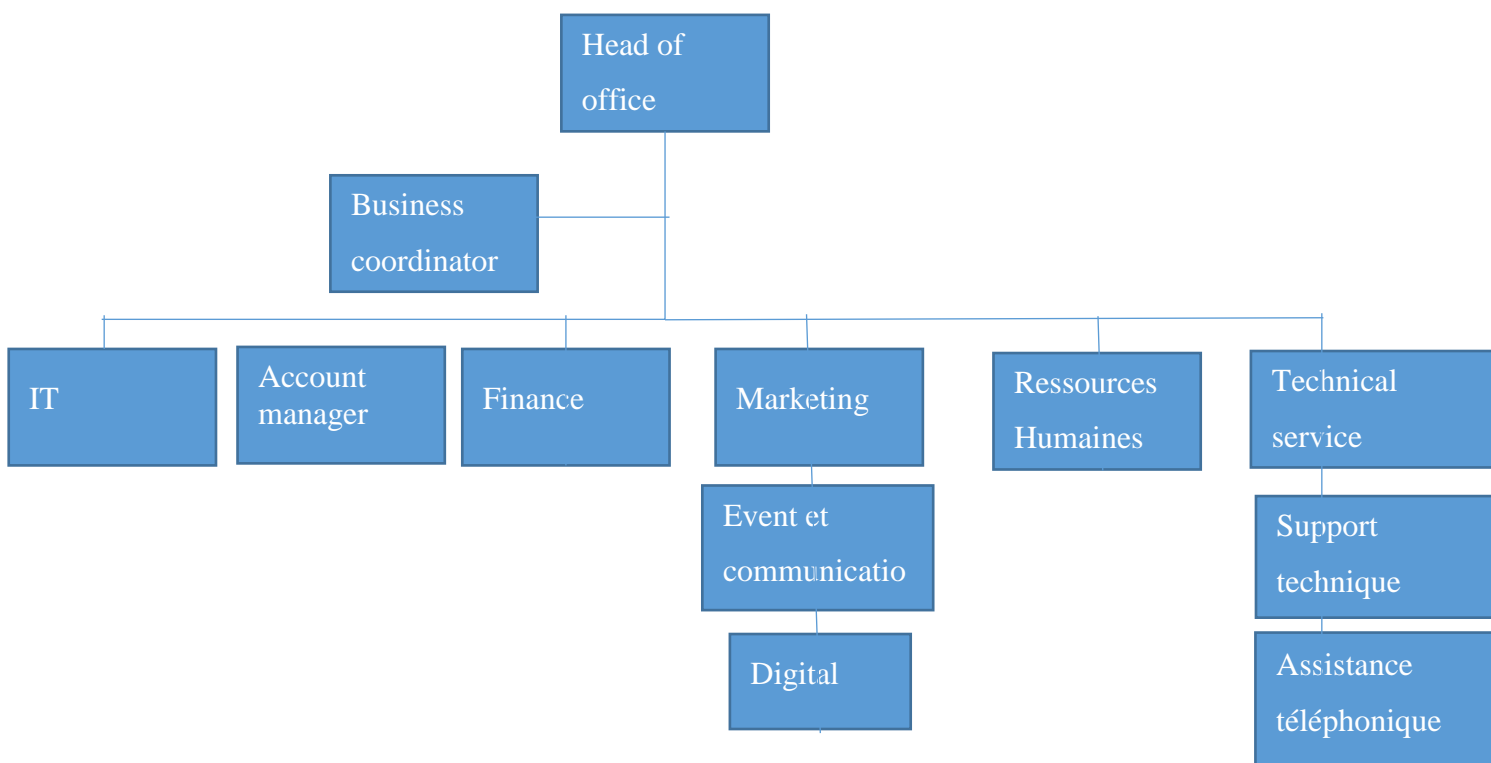 Head of
office
Business
coordinator
IT
Account
manager
Finance
Marketing
Ressources
Humaines
Technical
service
Event et
communicatio
Support
technique
Digital
Assistance
téléphonique